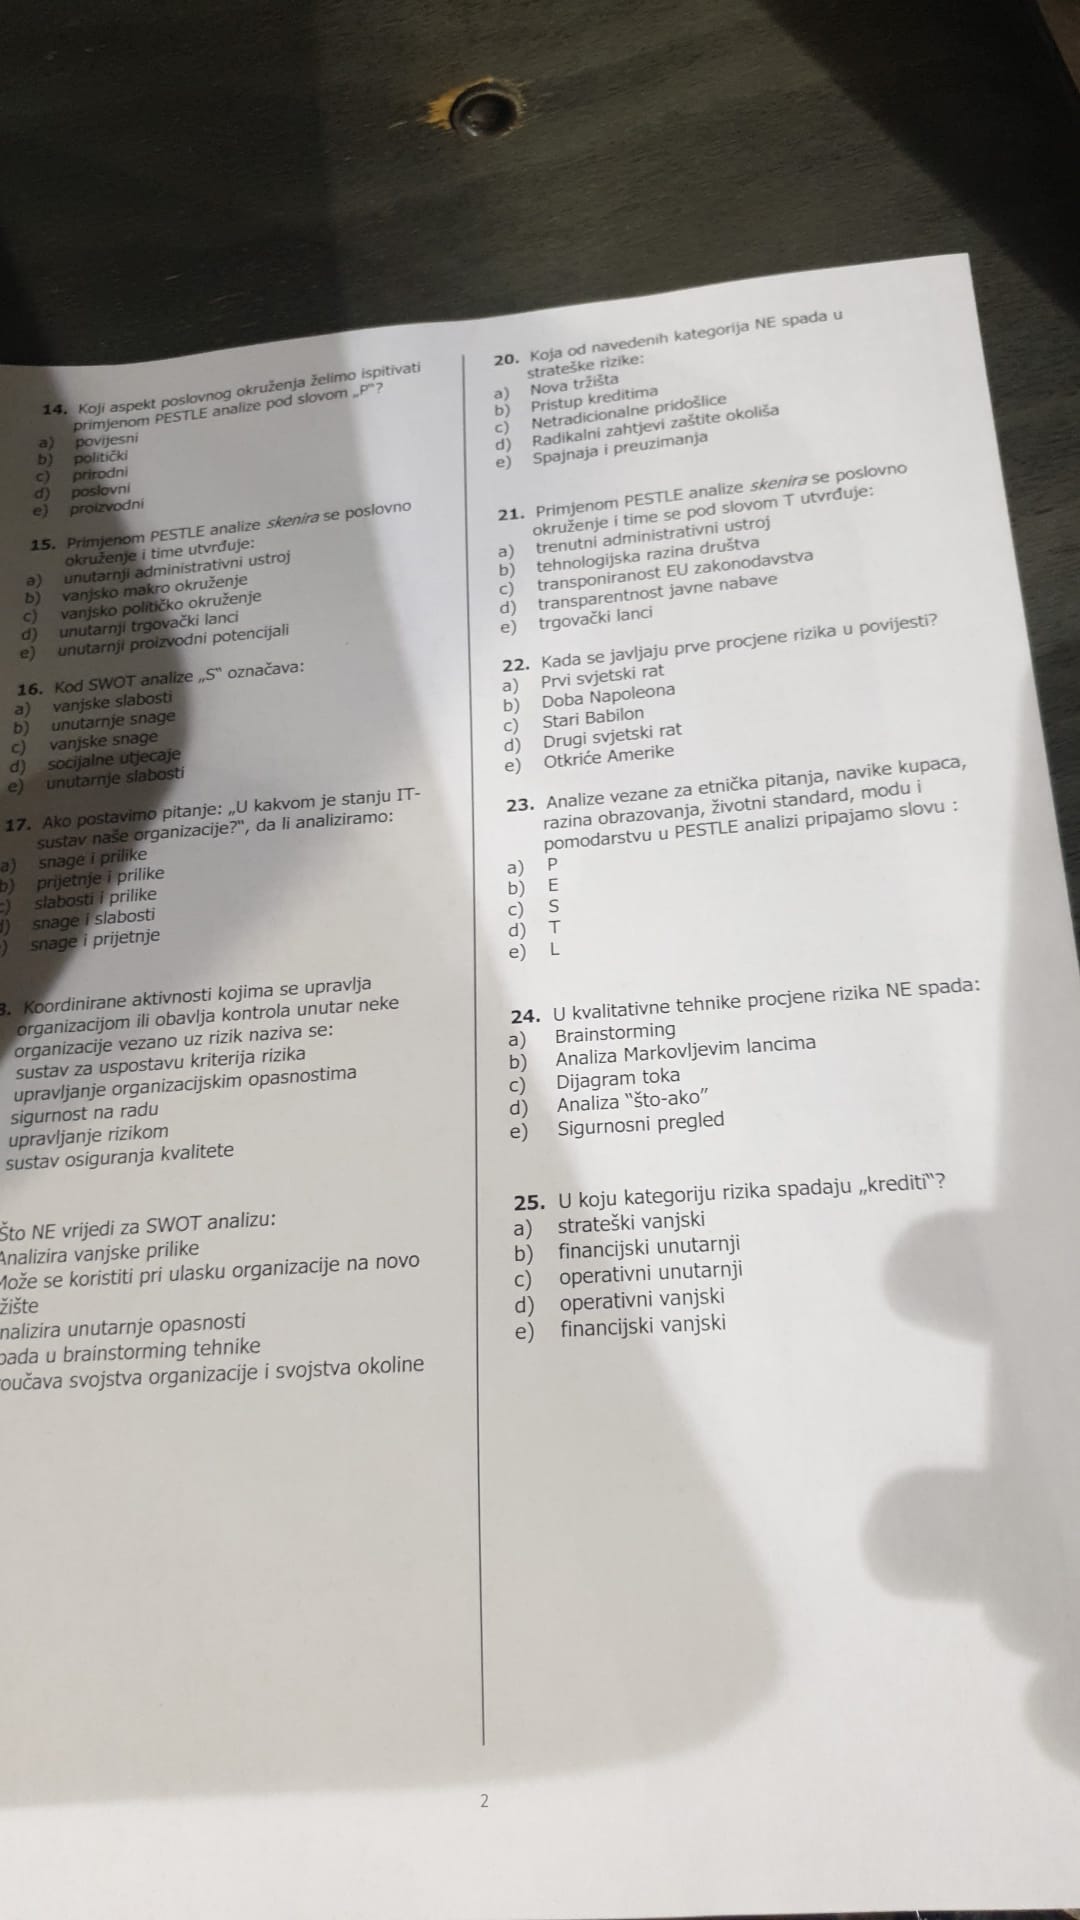 14. Koji aspekt poslovnog okruženja želimo ispitivati
primjenom PESTLE analize pod slovom „P"?
a) povijesni
b) politički
c) prirodni
d) poslovni
e) proizvodni
15. Primjenom PESTLE analize skenira se poslovno
okruženje i time utvrđuje:
a) unutarnji administrativni ustroj
b) vanjsko makro okruženje
c) vanjsko političko okruženje
d) unutarnji trgovački lanci
e) unutarnji proizvodni potencijali
16. Kod SWOT analize „S" označava:
a) vanjske slabosti
b) unutarnje snage
c) vanjske snage
d) socijalne utjecaje
e) unutarnje slabosti
17. Ako postavimo pitanje: „U kakvom je stanju IT-
sustav naše organizacije?", da li analiziramo:
a) snage i prilike
b) prijetnje i prilike
) slabosti i prilike
) snage i slabosti
) snage i prijetnje
. Koordinirane aktivnosti kojima se upravlja
organizacijom ili obavlja kontrola unutar neke
organizacije vezano uz rizik naziva se:
sustav za uspostavu kriterija rizika
upravljanje organizacijskim opasnostima
sigurnost na radu
upravljanje rizikom
sustav osiguranja kvalitete
Što NE vrijedi za SWOT analizu:
Analizira vanjske prilike
Može se koristiti pri ulasku organizacije na novo
žište
nalizira unutarnje opasnosti
pada u brainstorming tehnike
oučava svojstva organizacije i svojstva okoline
20. Koja od navedenih kategorija NE spada u
strateške rizike:
a) Nova tržišta
b) Pristup kreditima
c) Netradicionalne pridošlice
d) Radikalni zahtjevi zaštite okoliša
e) Spajnaja i preuzimanja
21. Primjenom PESTLE analize skenira se poslovno
okruženje i time se pod slovom T utvrđuje:
a) trenutni administrativni ustroj
b) tehnologijska razina društva
c) transponiranost EU zakonodavstva
d) transparentnost javne nabave
e) trgovački lanci
22. Kada se javljaju prve procjene rizika u povijesti?
a) Prvi svjetski rat
b) Doba Napoleona
c) Stari Babilon
d) Drugi svjetski rat
e) Otkriće Amerike
23. Analize vezane za etnička pitanja, navike kupaca,
razina obrazovanja, životni standard, modu i
pomodarstvu u PESTLE analizi pripajamo slovu :
a) P
b) E
c) S
d) T
e) L
24. U kvalitativne tehnike procjene rizika NE spada:
a) Brainstorming
b) Analiza Markovljevim lancima
c) Dijagram toka
d) Analiza "što-ako"
e) Sigurnosni pregled
25. U koju kategoriju rizika spadaju „krediti"?
a) strateški vanjski
b) financijski unutarnji
c) operativni unutarnji
d) operativni vanjski
e) financijski vanjski
2